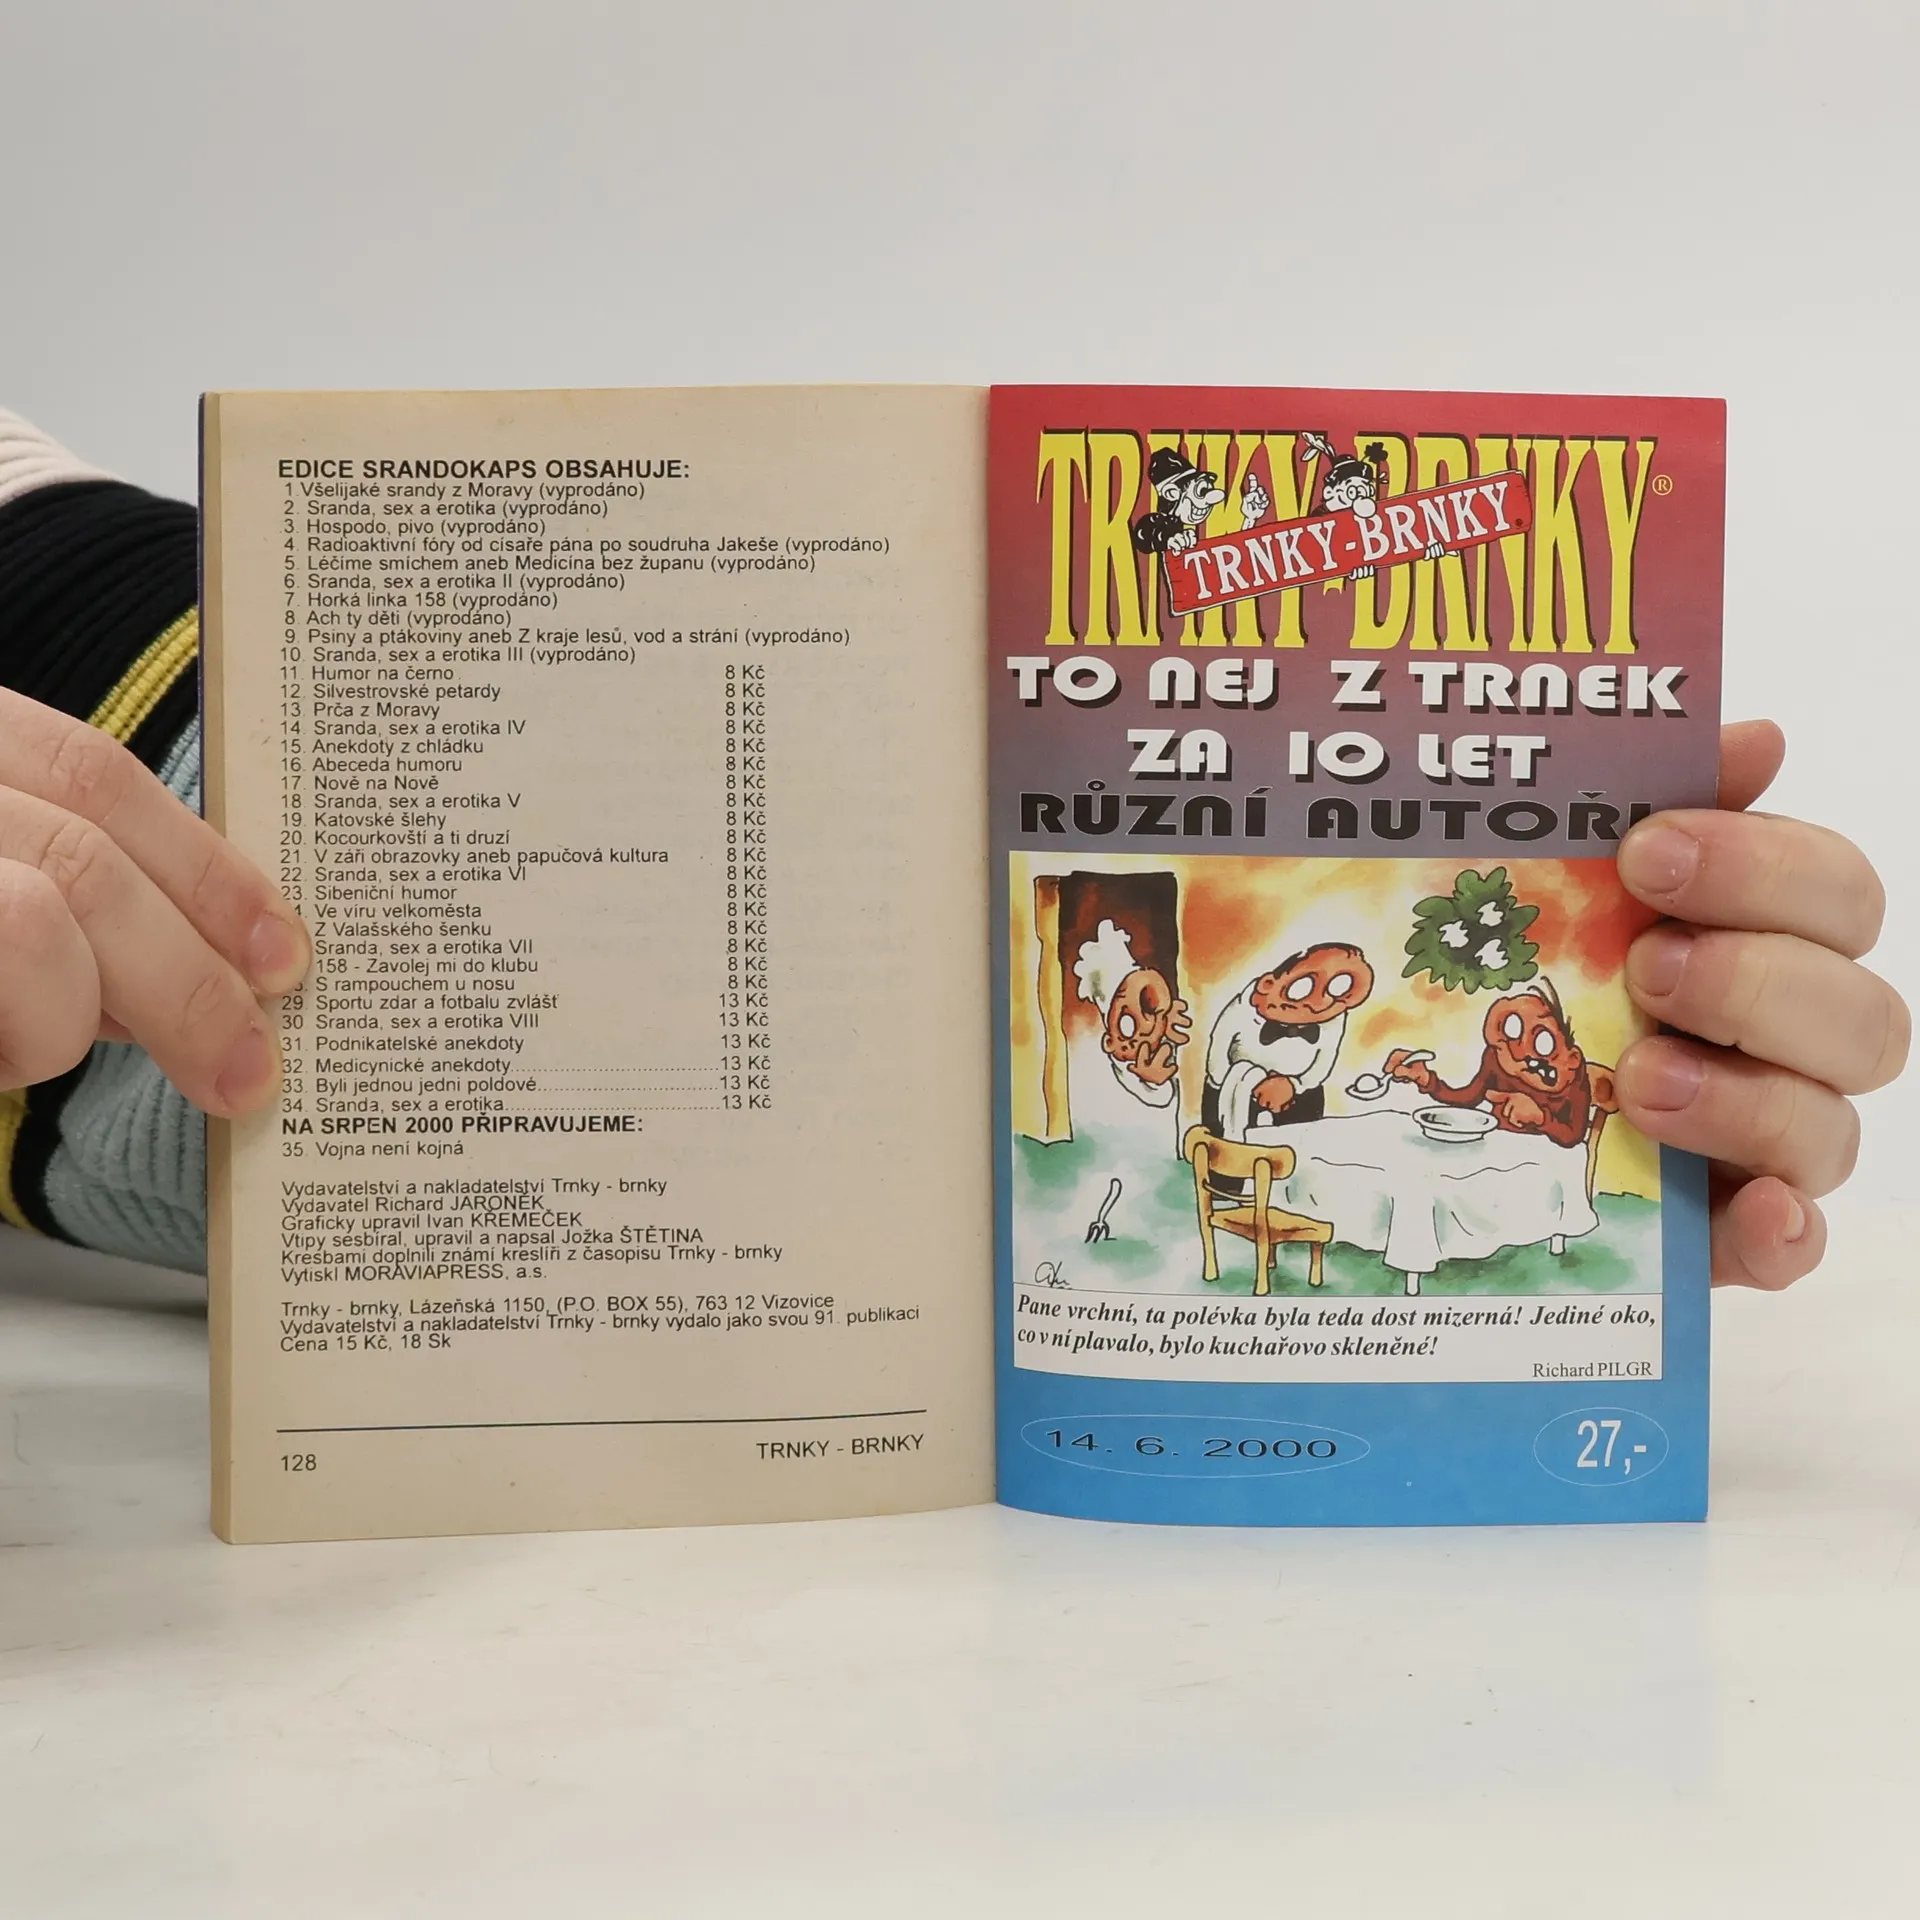 EDICE SRANDOKAPS OBSAHUJE:
1. Všelijaké srandy z Moravy (vyprodáno)
2. Sranda, sex a erotika (vyprodáno)
3. Hospodo, pivo (vyprodáno)
4. Radioaktivní fóry od císaře pána po soudruha Jakeše (vyprodáno)
5. Léčíme smíchem aneb Medicína bez županu (vyprodáno)
6. Sranda, sex a erotika II (vyprodáno)
7. Horká linka 158 (vyprodáno)
8. Ach ty děti (vyprodáno)
9. Psiny a ptákoviny aneb Z kraje lesů, vod a strání (vyprodáno)
10. Sranda, sex a erotika III (vyprodáno)
11. Humor na černo 8 Kč
12. Silvestrovské petardy 8 Kč
13. Prča z Moravy 8 Kč
14. Sranda, sex a erotika IV 8 Kč
15. Anekdoty z chládku 8 Kč
16. Abeceda humoru 8 Kč
17. Nově na Nově 8 Kč
18. Sranda, sex a erotika V 8 Kč
19. Katovské šlehy 8 Kč
20. Kocourkovští a ti druzí 8 Kč
21. V záři obrazovky aneb papučová kultura 8 Kč
22. Sranda, sex a erotika VI 8 Kč
23. Sibeniční humor 8 Kč
4. Ve víru velkoměsta 8 Kč
Z Valašského šenku 8 Kč
Sranda, sex a erotika VII 8 Kč
158 - Zavolej mi do klubu 8 Kč
S rampouchem u nosu 8 Kč
29. Sportu zdar a fotbalu zvlášť 13 Kč
30. Sranda, sex a erotika VIII 13 Kč
31. Podnikatelské anekdoty 13 Kč
32. Medicynické anekdoty 13 Kč
33. Byli jednou jedni poldové 13 Kč
34. Sranda, sex a erotika 13 Kč
NA SRPEN 2000 PŘIPRAVUJEME:
35. Vojna není kojná
Vydavatelství a nakladatelství Trnky - brnky
Vydavatel Richard JARONĚK
Graficky upravil Ivan KŘEMEČEK
Vtipy sesbíral, upravil a napsal Jožka ŠTĚTINA
Kresbami doplnili známí kreslíři z časopisu Trnky - brnky
Vytiskl MORAVIAPRESS, a.s.
Trnky - brnky, Lázeňská 1150, (P.O. BOX 55), 763 12 Vizovice
Vydavatelství a nakladatelství Trnky - brnky vydalo jako svou 91. publikaci
Cena 15 Kč, 18 Sk
128 TRNKY - BRNKY
TRNKY-BRNKY ®
TRNKY-BRNKY
TO NEJ Z TRNEK
ZA 10 LET
RŮZNÍ AUTOŘI
Pane vrchní, ta polévka byla teda dost mizerná! Jediné oko,
co v ní plavalo, bylo kuchařovo skleněné!
Richard PILGR
14. 6. 2000 27,-